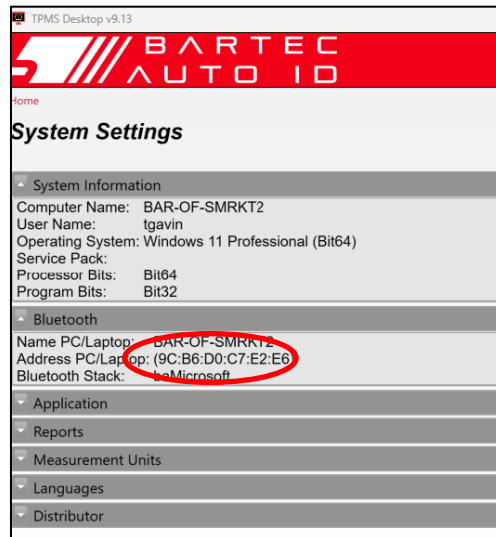 TPMS Desktop v9.13
BARTEC
AUTO ID
Home
System Settings
System Information
Computer Name: BAR-OF-SMRKT2
User Name: tgavin
Operating System: Windows 11 Professional (Bit64)
Service Pack:
Processor Bits: Bit64
Program Bits: Bit32
Bluetooth
Name PC/Laptop: BAR-OF-SMRKT2
Address PC/Laptop: (9C:B6:D0:C7:E2:E6
Bluetooth Stack: baMicrosoft
Application
Reports
Measurement Units
Languages
Distributor